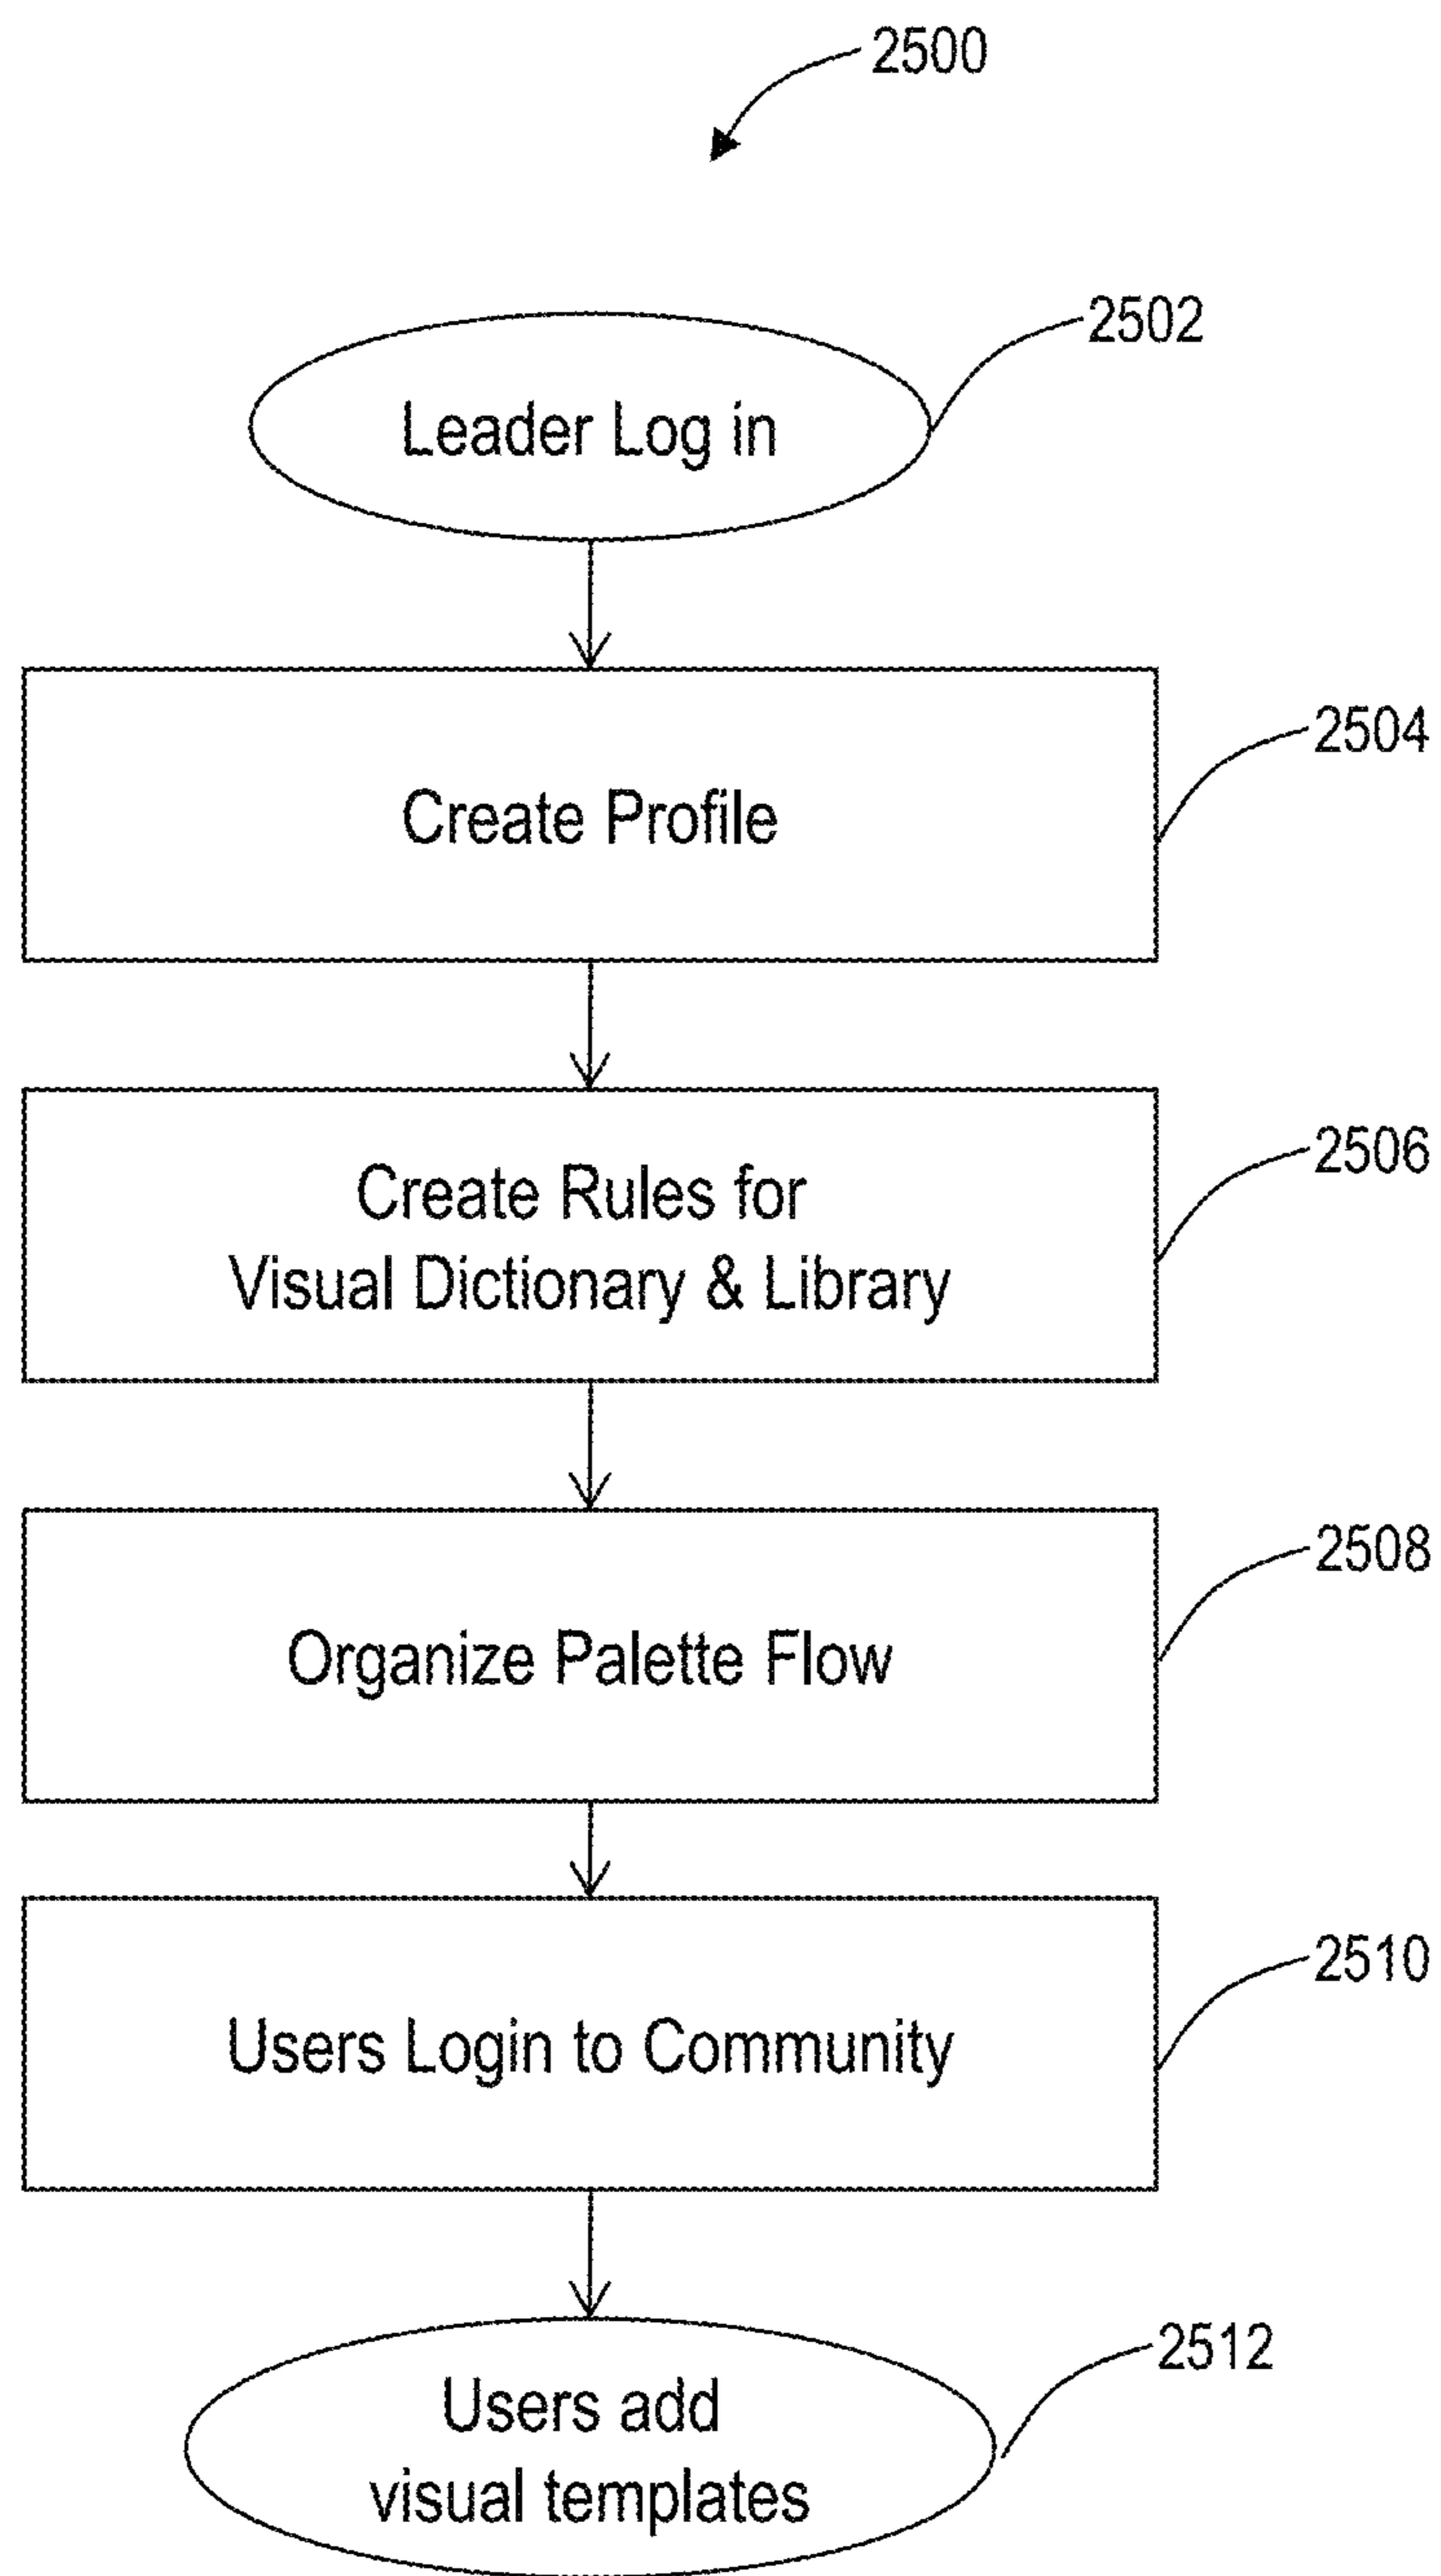 2500
2502
Leader Log in
2504
Create Profile
2506
Create Rules for
Visual Dictionary & Library
2508
Organize Palette Flow
2510
Users Login to Community
2512
Users add
visual templates